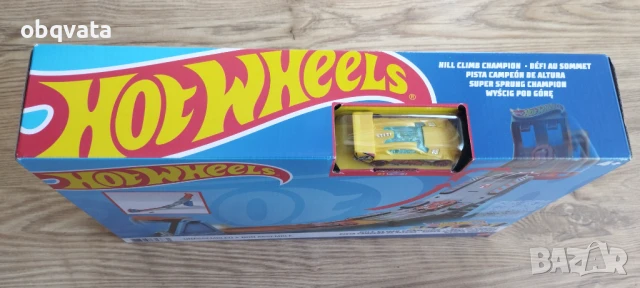 obqvata
HOT WHEELS®
HILL CLIMB CHAMPION • DÉFI AU SOMMET
PISTA CAMPEÓN DE ALTURA
SUPER SPRUNG CHAMPION
WYŚCIG POD GÓRĘ
HOT WHEELS
BAZAR